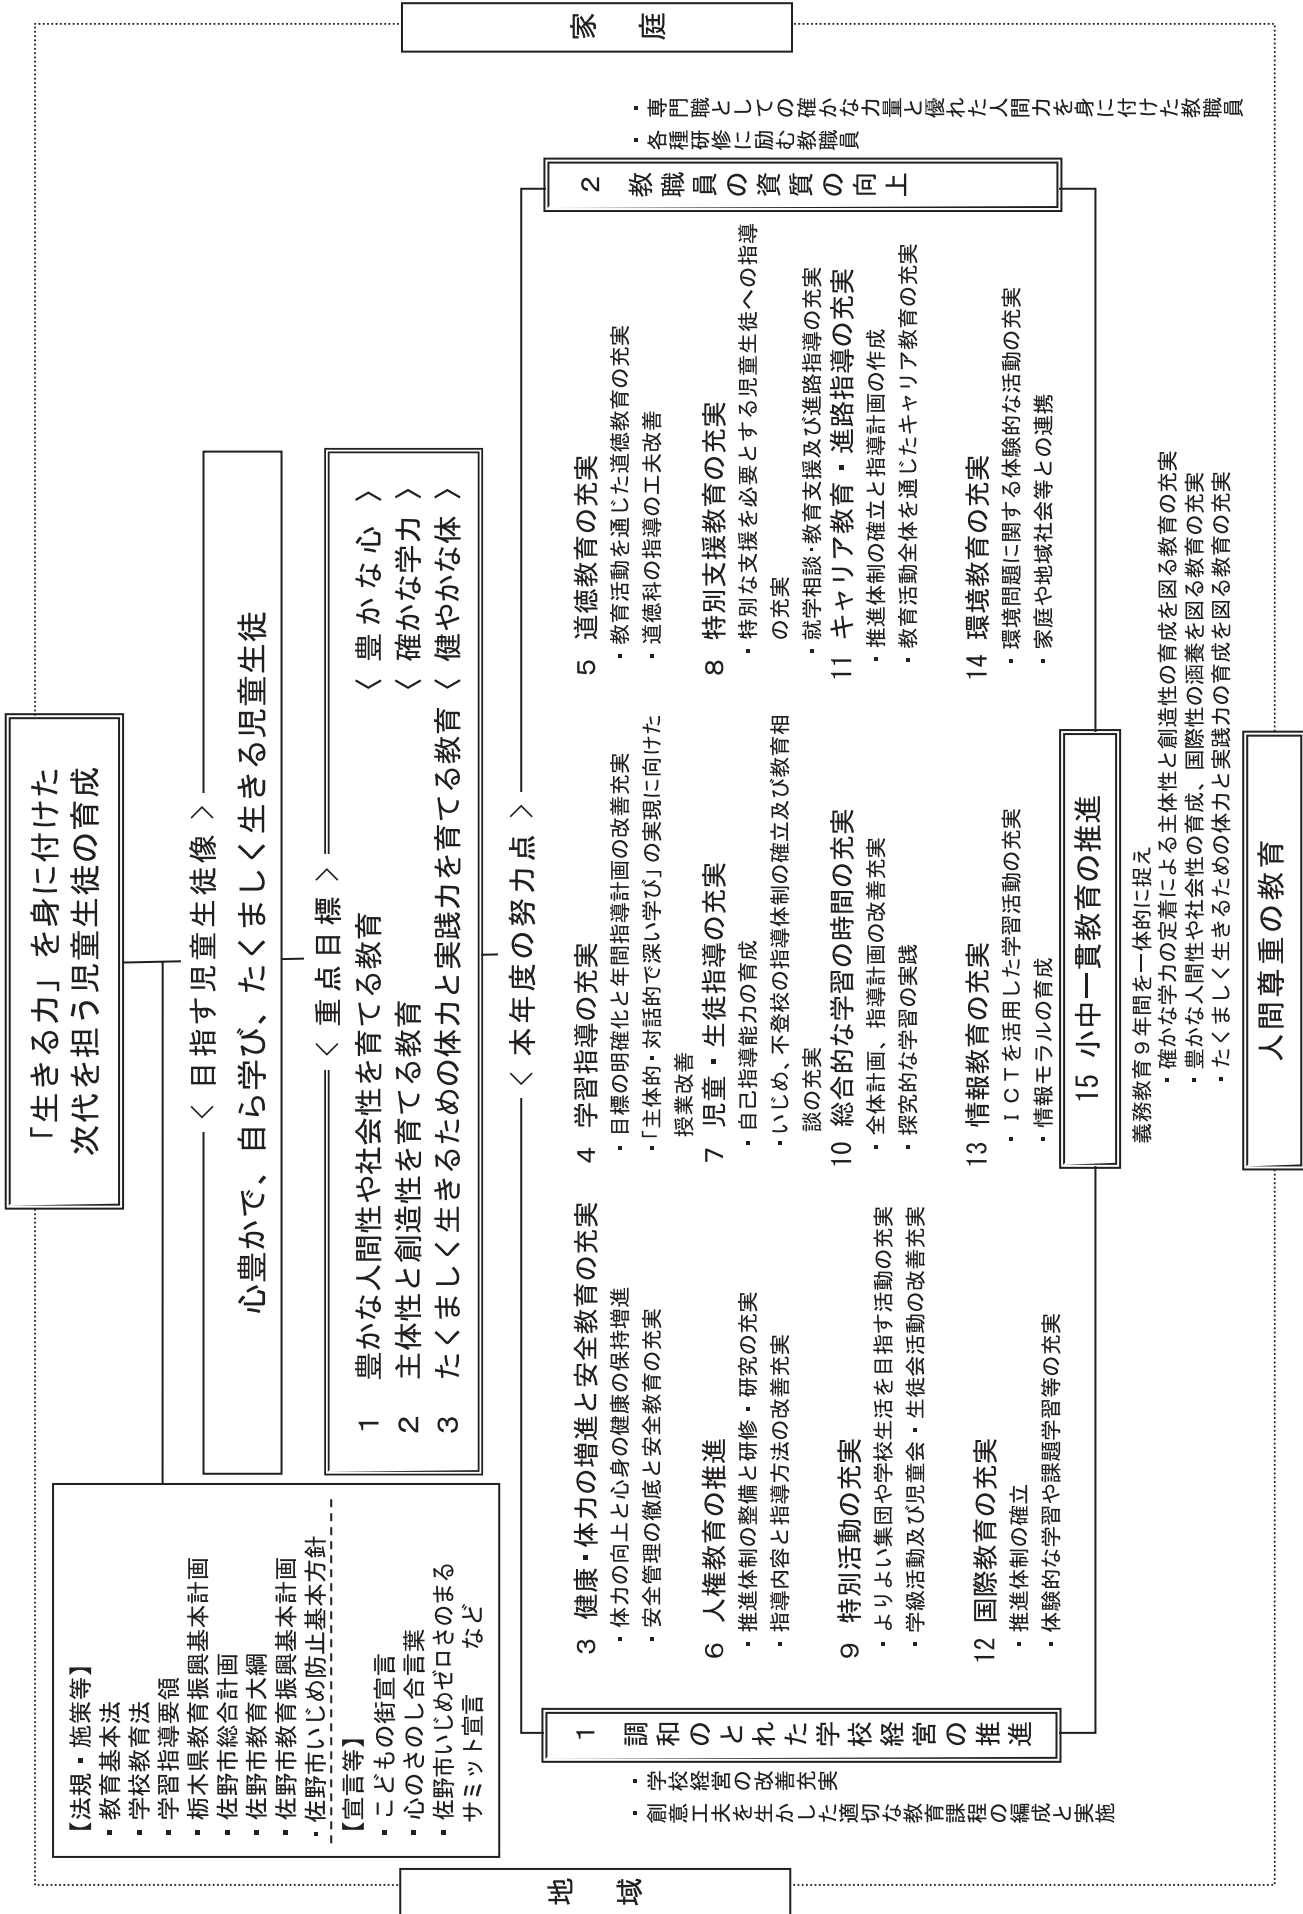 「生きる力」を身に付けた
次代を担う児童生徒の育成
【法規・施策等】
・教育基本法
・学校教育法
・学習指導要領
・栃木県教育振興基本計画
・佐野市総合計画
・佐野市教育大綱
・佐野市教育振興基本計画
・佐野市いじめ防止基本方針
【宣言等】
・こどもの街宣言
・心のさのし合言葉
・佐野市いじめゼロさのまる
サミット宣言　など
＜ 目指す児童生徒像 ＞
心豊かで、自ら学び、たくましく生きる児童生徒
＜ 重点目標 ＞
1　豊かな人間性や社会性を育てる教育　〈 豊かな心 〉
2　主体性と創造性を育てる教育　〈 確かな学力 〉
3　たくましく生きるための体力と実践力を育てる教育〈 健やかな体 〉
＜ 本年度の努力点 ＞
地　域
家　庭
1　調和のとれた学校経営の推進
・学校経営の改善充実
・創意工夫を生かした適切な教育課程の編成と実施
2　教職員の資質の向上
・各種研修に励む教職員
・専門職としての確かな力量と優れた人間力を身に付けた教職員
3　健康・体力の増進と安全教育の充実
・体力の向上と心身の健康の保持増進
・安全管理の徹底と安全教育の充実
4　学習指導の充実
・目標の明確化と年間指導計画の改善充実
・「主体的・対話的で深い学び」の実現に向けた
授業改善
5　道徳教育の充実
・教育活動を通じた道徳教育の充実
・道徳科の指導の工夫改善
6　人権教育の推進
・推進体制の整備と研修・研究の充実
・指導内容と指導方法の改善充実
7　児童・生徒指導の充実
・自己指導能力の育成
・いじめ、不登校の指導体制の確立及び教育相
談の充実
8　特別支援教育の充実
・特別な支援を必要とする児童生徒への指導
の充実
・就学相談・教育支援及び進路指導の充実
9　特別活動の充実
・よりよい集団や学校生活を目指す活動の充実
・学級活動及び児童会・生徒会活動の改善充実
10 総合的な学習の時間の充実
・全体計画、指導計画の改善充実
・探究的な学習の実践
11 キャリア教育・進路指導の充実
・推進体制の確立と指導計画の作成
・教育活動全体を通じたキャリア教育の充実
12 国際教育の充実
・推進体制の確立
・体験的な学習や課題学習等の充実
13 情報教育の充実
・ＩＣＴを活用した学習活動の充実
・情報モラルの育成
14 環境教育の充実
・環境問題に関する体験的な活動の充実
・家庭や地域社会等との連携
15 小中一貫教育の推進
義務教育９年間を一体的に捉え
・確かな学力の定着による主体性と創造性の育成を図る教育の充実
・豊かな人間性や社会性の育成、国際性の涵養を図る教育の充実
・たくましく生きるための体力と実践力の育成を図る教育の充実
人間尊重の教育